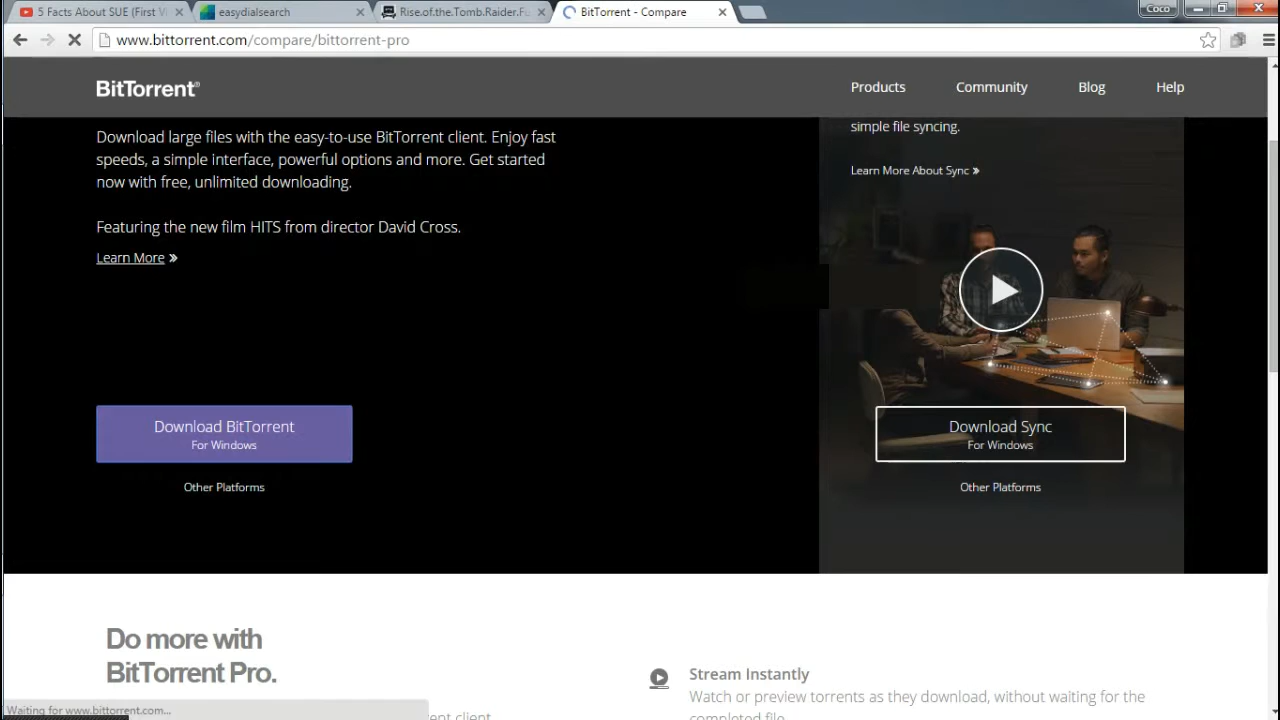 5 Facts About SUE (First V
easydialsearch
Rise.of.the.Tomb.Raider.Fu
BitTorrent - Compare
Coco
www.bittorrent.com/compare/bittorrent-pro
BitTorrent®
Products
Community
Blog
Help
Download large files with the easy-to-use BitTorrent client. Enjoy fast
speeds, a simple interface, powerful options and more. Get started
now with free, unlimited downloading.
Featuring the new film HITS from director David Cross.
Learn More »
simple file syncing.
Learn More About Sync »
Download BitTorrent
For Windows
Other Platforms
Download Sync
For Windows
Other Platforms
Do more with
BitTorrent Pro.
Stream Instantly
Watch or preview torrents as they download, without waiting for the
completed file.
ent client
Waiting for www.bittorrent.com...